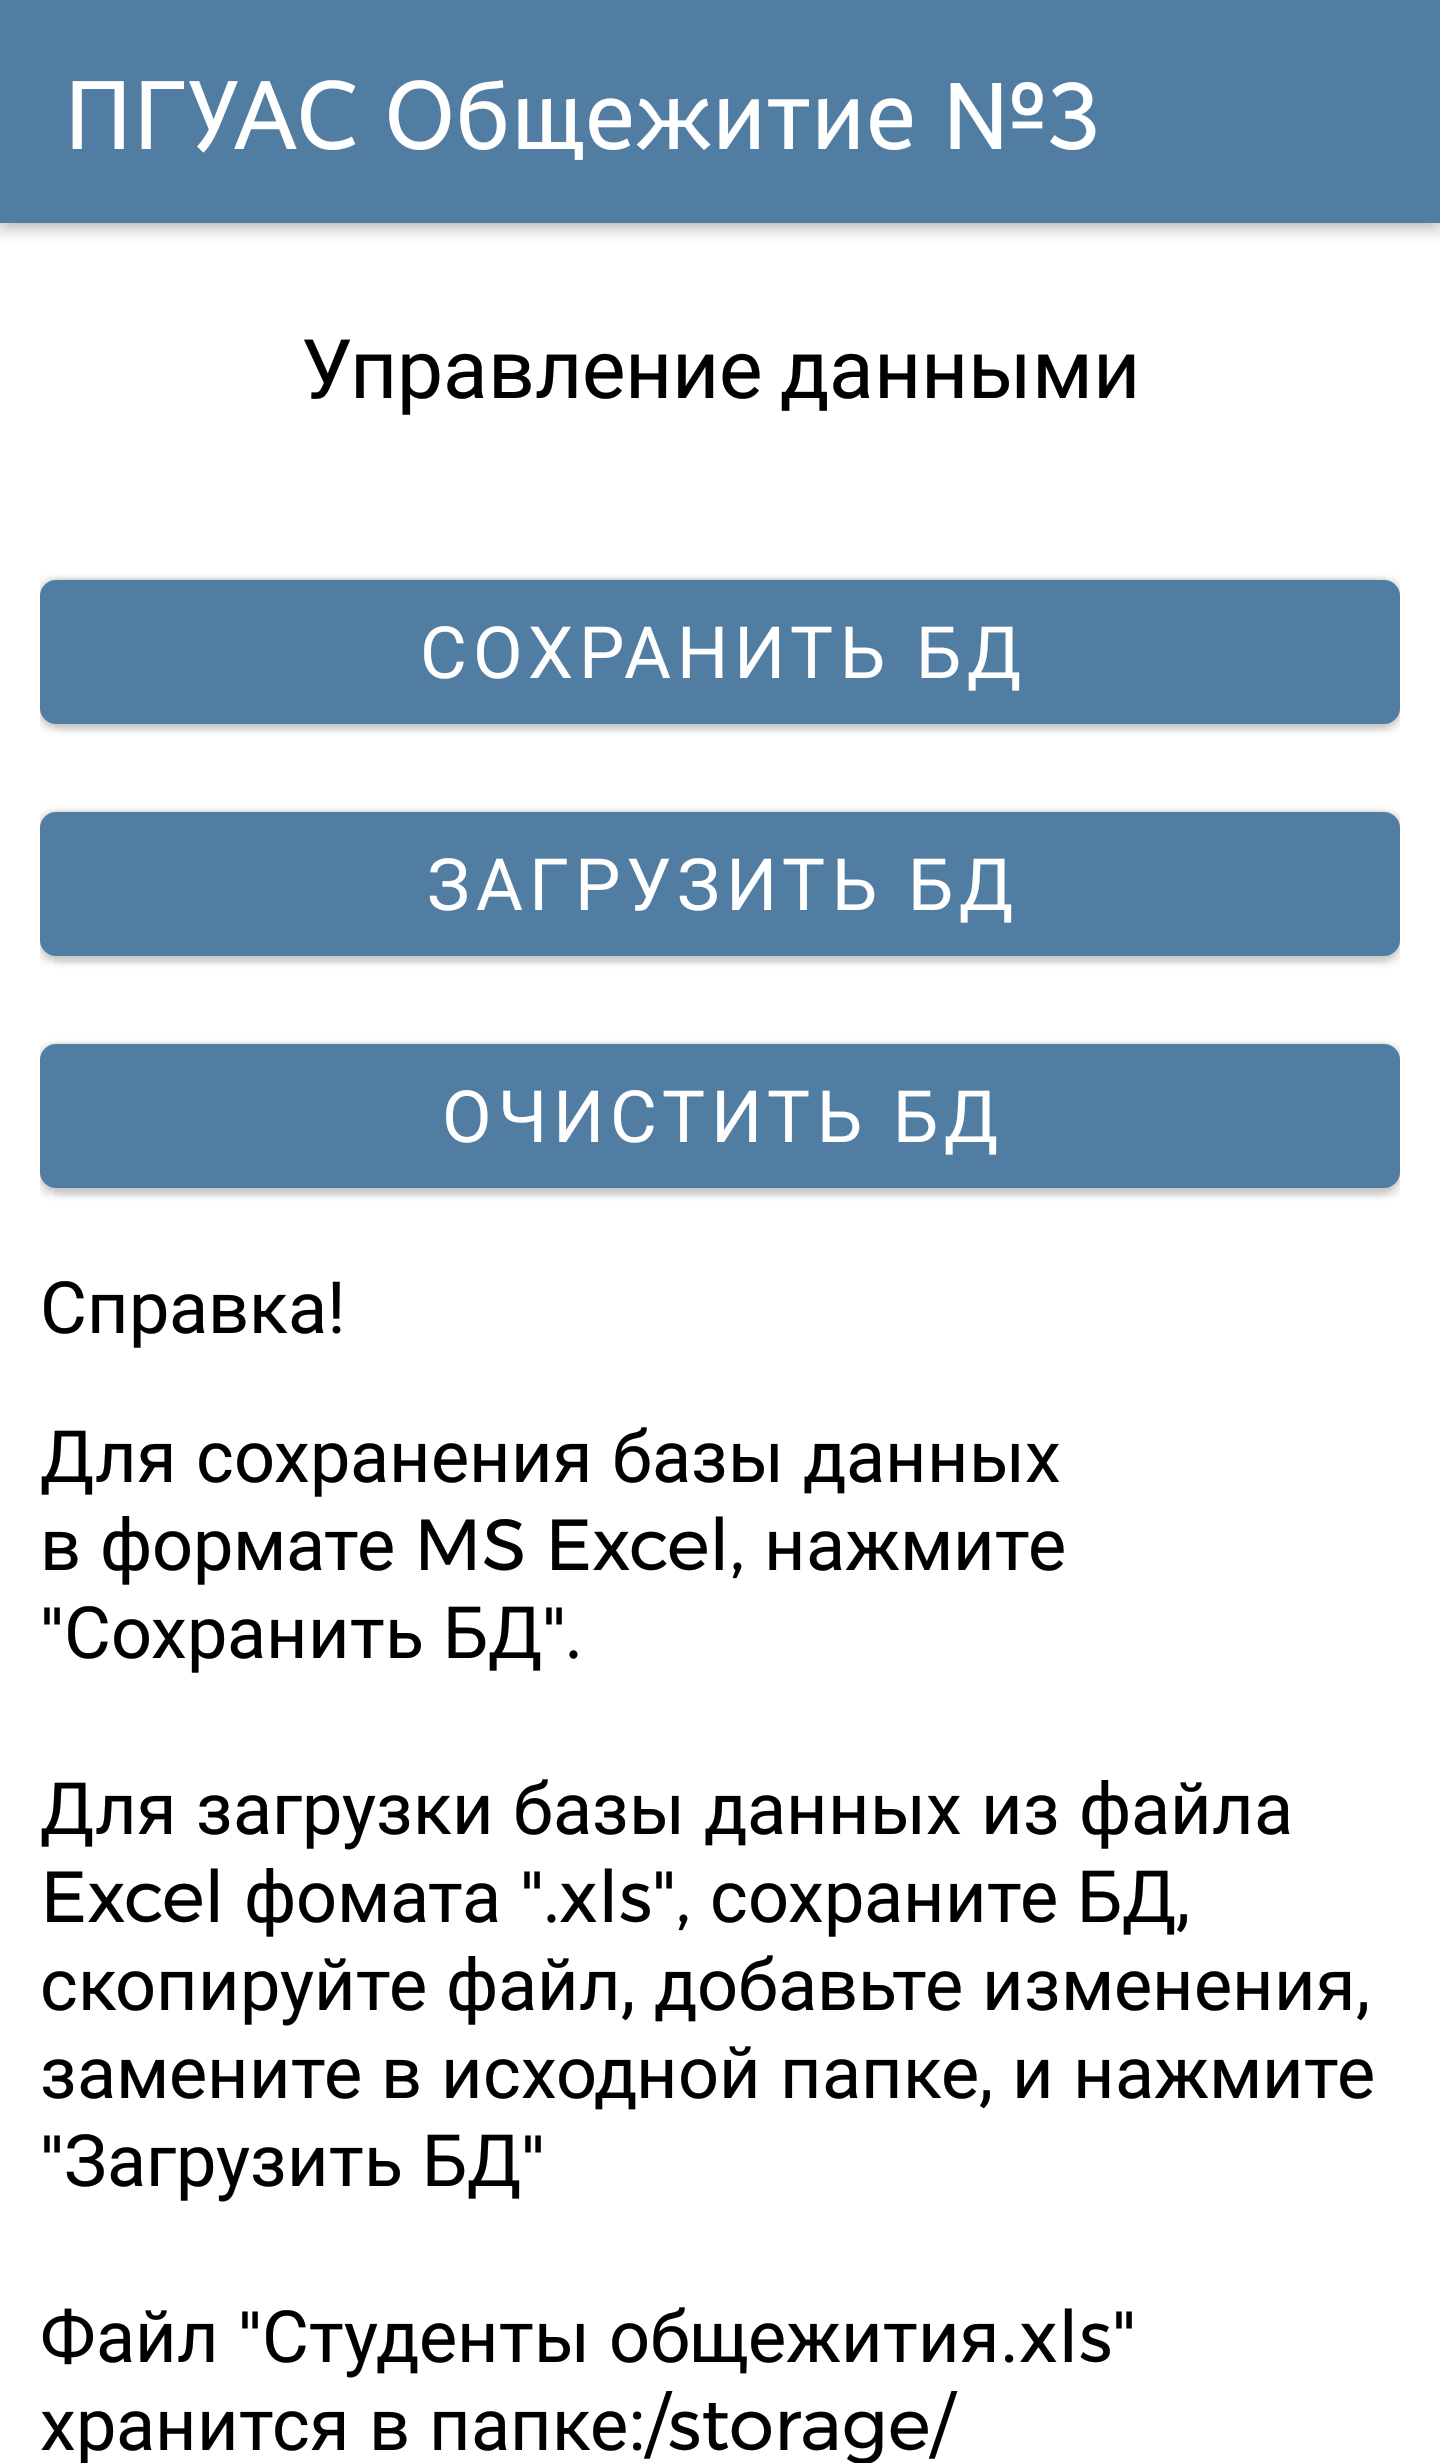 ПГУАС Общежитие №3
Управление данными
СОХРАНИТЬ БД
ЗАГРУЗИТЬ БД
ОЧИСТИТЬ БД
Справка!
Для сохранения базы данных
в формате MS Excel, нажмите
"Сохранить БД".
Для загрузки базы данных из файла
Excel фомата ".xls", сохраните БД,
скопируйте файл, добавьте изменения,
замените в исходной папке, и нажмите
"Загрузить БД"
Файл "Студенты общежития.xls"
хранится в папке:/storage/